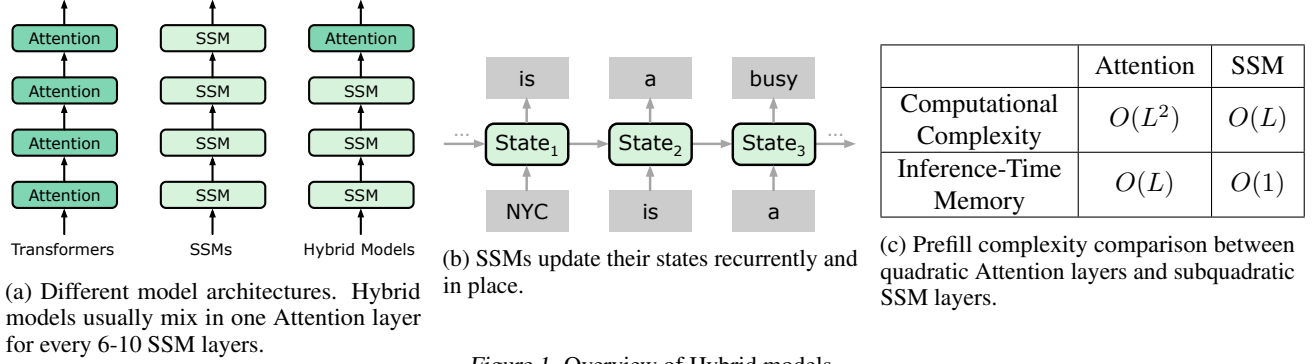 Attention
Attention
Attention
Attention
Transformers
SSM
SSM
SSM
SSM
SSMs
Attention
SSM
SSM
SSM
Hybrid Models
(a) Different model architectures. Hybrid
models usually mix in one Attention layer
for every 6-10 SSM layers.
is a busy
... State₁ State₂ State₃ ...
NYC is a
(b) SSMs update their states recurrently and
in place.
Attention SSM
Computational
Complexity
O(L²) O(L)
Inference-Time
Memory
O(L) O(1)
(c) Prefill complexity comparison between
quadratic Attention layers and subquadratic
SSM layers.
Figure 1. Overview of Hybrid models